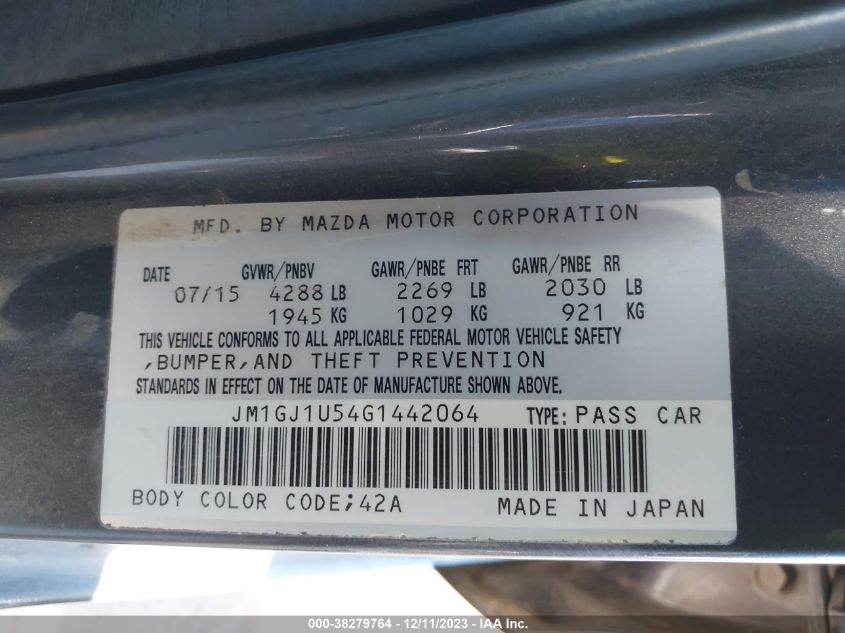 MFD. BY MAZDA MOTOR CORPORATION
DATE GVWR/PNBV GAWR/PNBE FRT GAWR/PNBE RR
07/15 4288 LB 2269 LB 2030 LB
1945 KG 1029 KG 921 KG
THIS VEHICLE CONFORMS TO ALL APPLICABLE FEDERAL MOTOR VEHICLE SAFETY
,BUMPER,AND THEFT PREVENTION
STANDARDS IN EFFECT ON THE DATE OF MANUFACTURE SHOWN ABOVE.
JM1GJ1U54G1442064 TYPE: PASS CAR
BODY COLOR CODE;42A MADE IN JAPAN
000-38279764 - 12/11/2023 - IAA Inc.